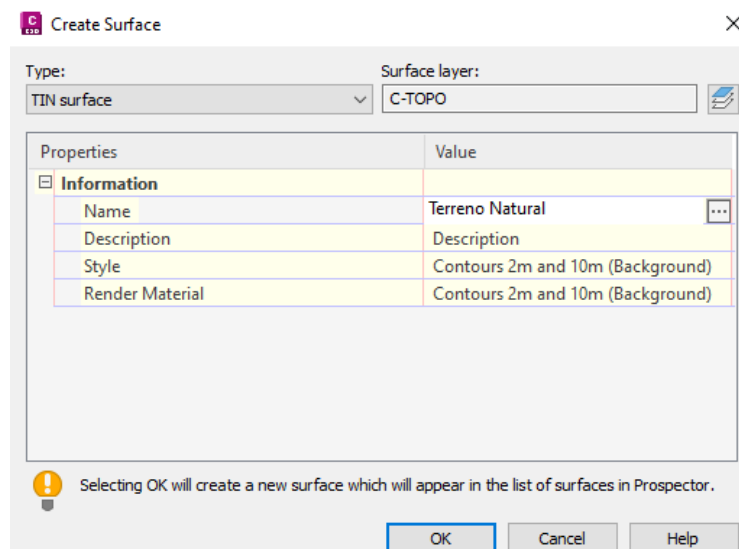 C
C3D
Create Surface
Type:
Surface layer:
TIN surface
C-TOPO
Properties Value
Information
Name Terreno Natural ...
Description Description
Style Contours 2m and 10m (Background)
Render Material Contours 2m and 10m (Background)
Selecting OK will create a new surface which will appear in the list of surfaces in Prospector.
OK Cancel Help